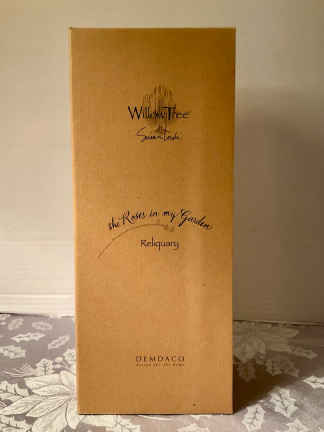 Willow Tree
Susan Lordi
the Roses in my Garden
Reliquary
DEMDACO